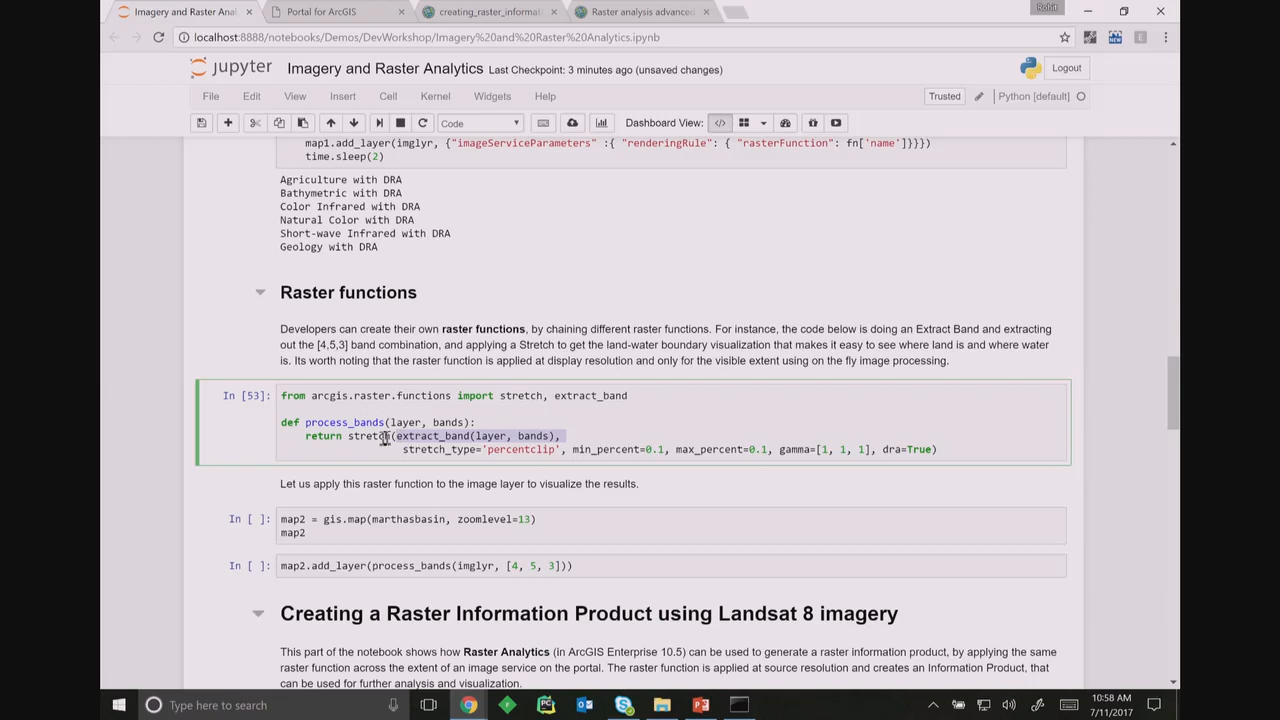 Imagery and Raster Anal
Portal for ArcGIS
creating_raster_informat
Raster analysis advanced
Rohit
localhost:8888/notebooks/Demos/DevWorkshop/Imagery%20and%20Raster%20Analytics.ipynb
jupyter Imagery and Raster Analytics Last Checkpoint: 3 minutes ago (unsaved changes)
Logout
File Edit View Insert Cell Kernel Widgets Help
Trusted
Python [default]
Code
Dashboard View:
map1.add_layer(imglyr, {"imageServiceParameters" :{ "renderingRule": { "rasterFunction": fn['name']}}})
time.sleep(2)
Agriculture with DRA
Bathymetric with DRA
Color Infrared with DRA
Natural Color with DRA
Short-wave Infrared with DRA
Geology with DRA
Raster functions
Developers can create their own raster functions, by chaining different raster functions. For instance, the code below is doing an Extract Band and extracting
out the [4,5,3] band combination, and applying a Stretch to get the land-water boundary visualization that makes it easy to see where land is and where water
is. Its worth noting that the raster function is applied at display resolution and only for the visible extent using on the fly image processing.
In [53]:
from arcgis.raster.functions import stretch, extract_band
def process_bands(layer, bands):
return stretch(extract_band(layer, bands),
stretch_type='percentclip', min_percent=0.1, max_percent=0.1, gamma=[1, 1, 1], dra=True)
Let us apply this raster function to the image layer to visualize the results.
In [ ]:
map2 = gis.map(marthasbasin, zoomlevel=13)
map2
In [ ]:
map2.add_layer(process_bands(imglyr, [4, 5, 3]))
Creating a Raster Information Product using Landsat 8 imagery
This part of the notebook shows how Raster Analytics (in ArcGIS Enterprise 10.5) can be used to generate a raster information product, by applying the same
raster function across the extent of an image service on the portal. The raster function is applied at source resolution and creates an Information Product, that
can be used for further analysis and visualization.
Type here to search
10:58 AM
7/11/2017